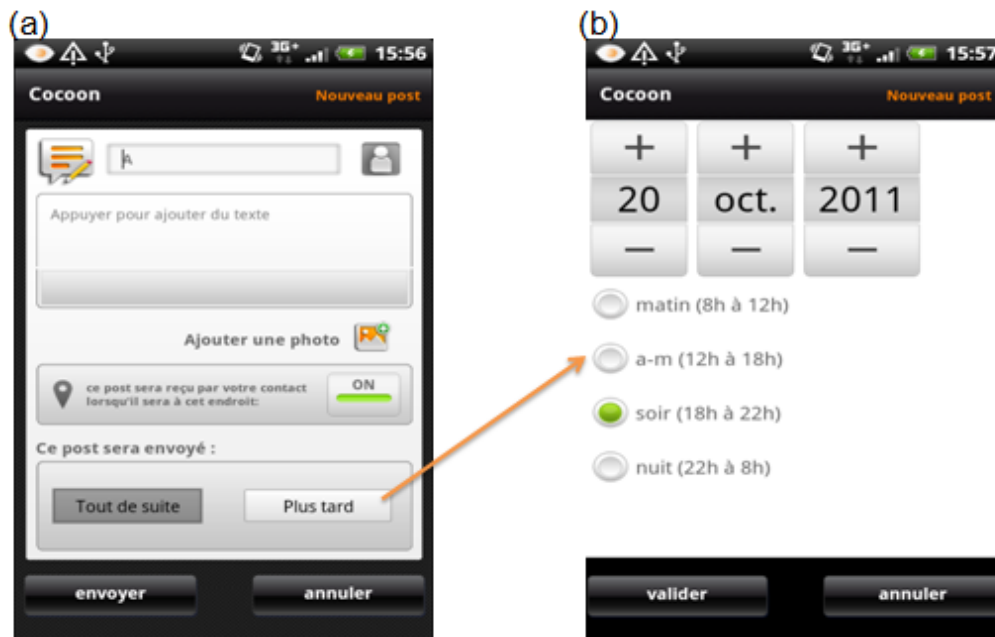 (a)
3G+ 15:56
Cocoon Nouveau post
A
Appuyer pour ajouter du texte
Ajouter une photo
ce post sera reçu par votre contact
lorsqu'il sera à cet endroit:
ON
Ce post sera envoyé :
Tout de suite Plus tard
envoyer annuler
(b)
3G+ 15:57
Cocoon Nouveau post
+ + +
20 oct. 2011
− − −
matin (8h à 12h)
a-m (12h à 18h)
soir (18h à 22h)
nuit (22h à 8h)
valider annuler